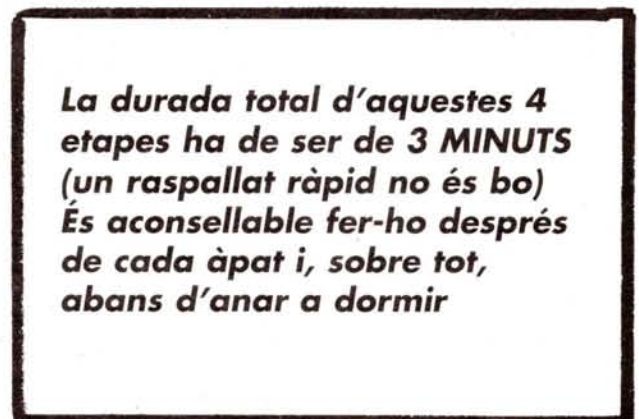 La durada total d'aquestes 4
etapes ha de ser de 3 MINUTS
(un raspallat ràpid no és bo)
És aconsellable fer-ho després
de cada àpat i, sobre tot,
abans d'anar a dormir